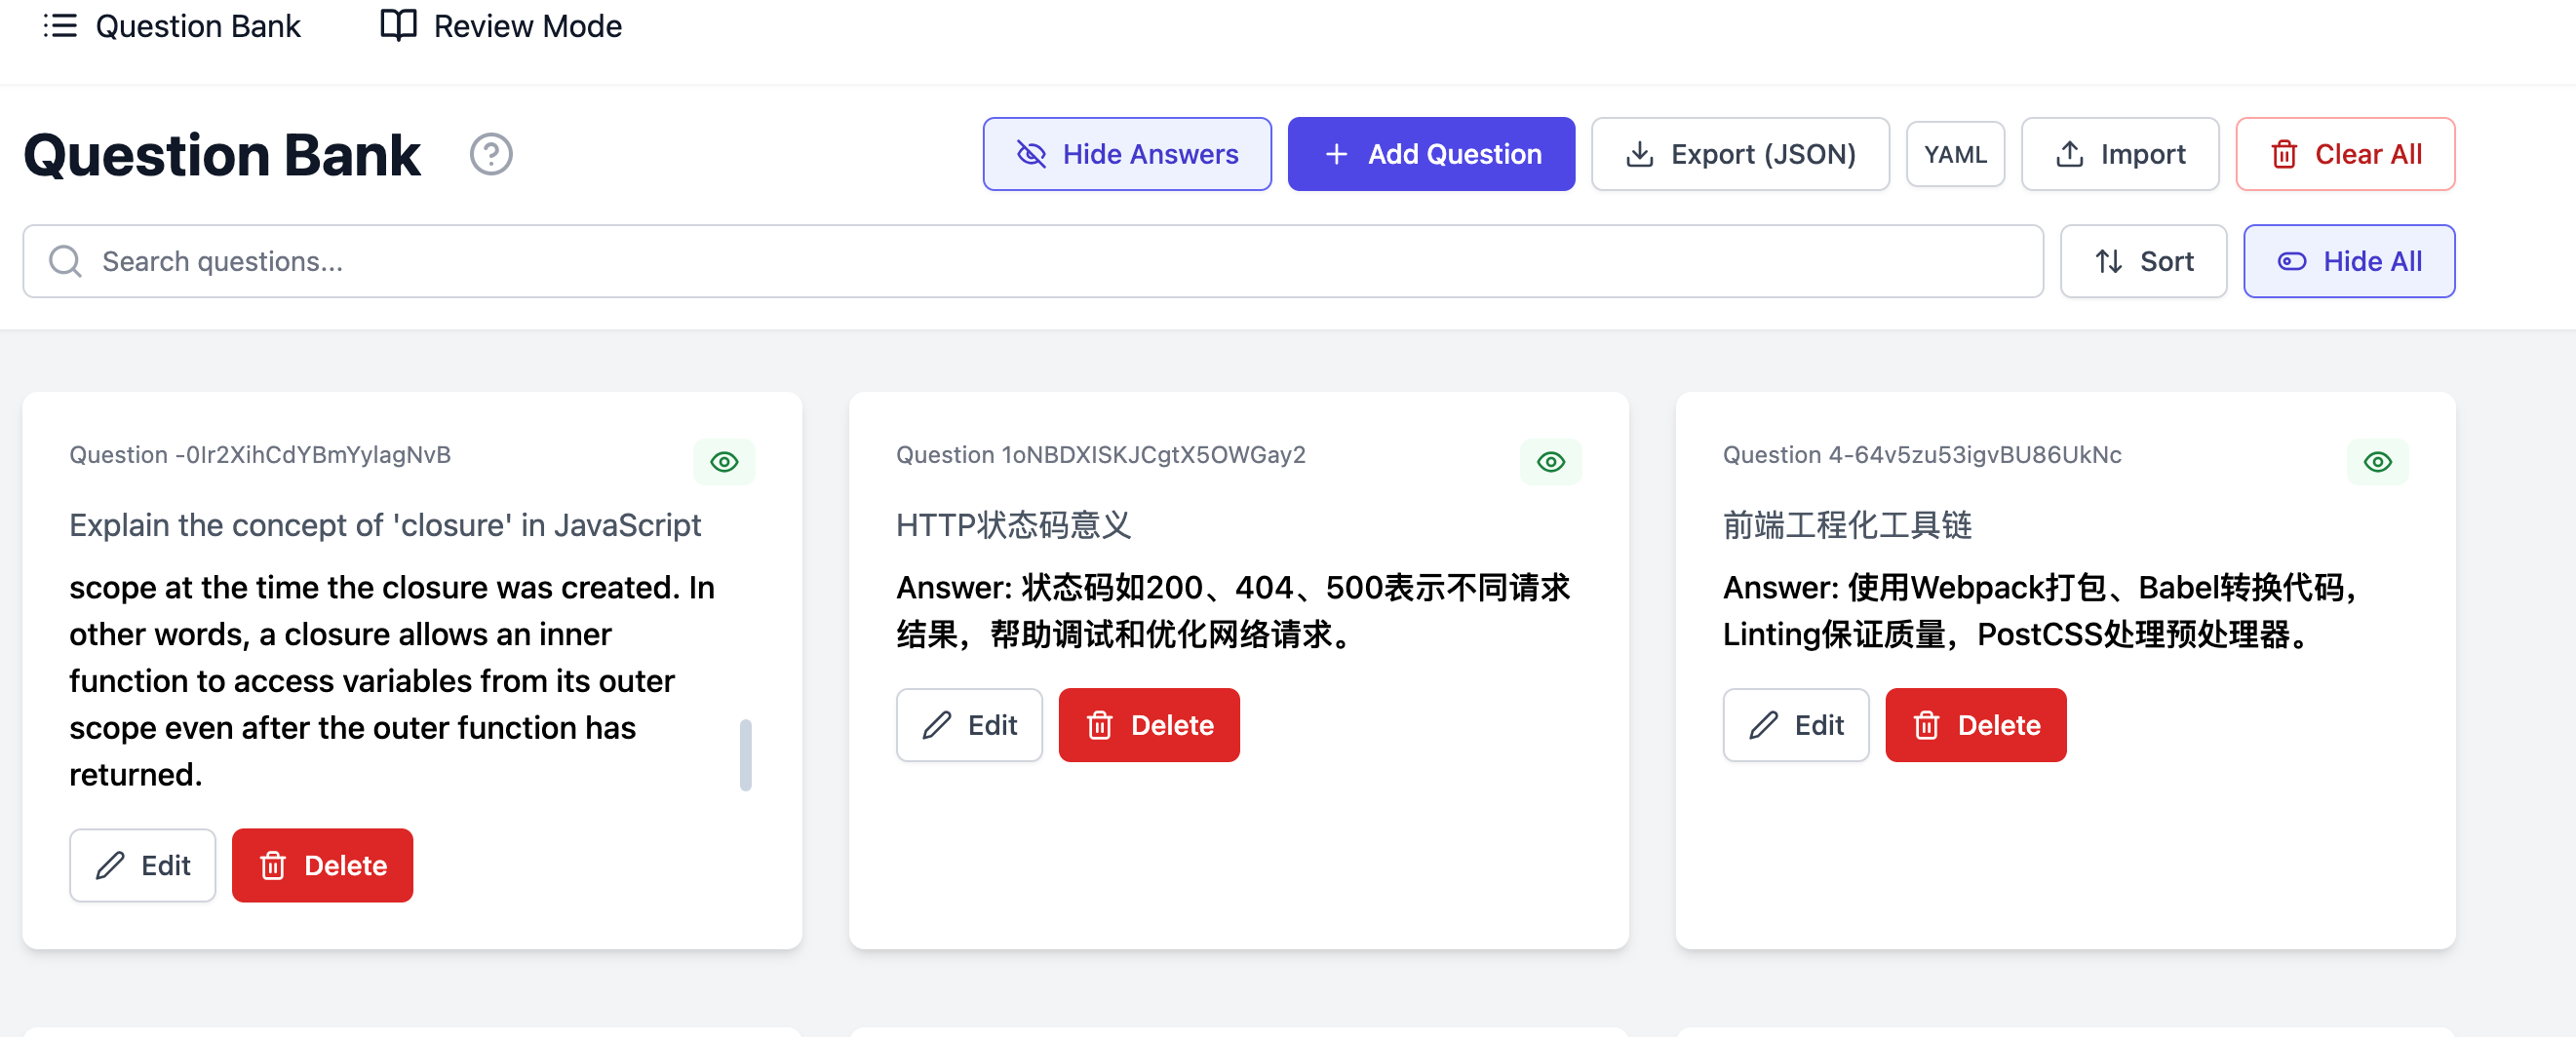 Question Bank
Review Mode
Question Bank
Hide Answers
Add Question
Export (JSON)
YAML
Import
Clear All
Search questions...
Sort
Hide All
Question -0Ir2XihCdYBmYylagNvB
Explain the concept of 'closure' in JavaScript
scope at the time the closure was created. In
other words, a closure allows an inner
function to access variables from its outer
scope even after the outer function has
returned.
Edit
Delete
Question 1oNBDXISKJCgtX5OWGay2
HTTP状态码意义
Answer: 状态码如200、404、500表示不同请求
结果，帮助调试和优化网络请求。
Edit
Delete
Question 4-64v5zu53igvBU86UkNc
前端工程化工具链
Answer: 使用Webpack打包、Babel转换代码，
Linting保证质量，PostCSS处理预处理器。
Edit
Delete